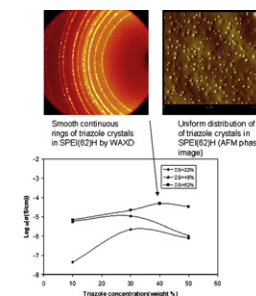 Smooth continuous
rings of triazole crystals
in SPEI(62)H by WAXD
Uniform distribution of
of triazole crystals in
SPEI(62)H (AFM phas
image)
Log₁₀(σ(S/cm))
-2
-3
-4
-5
-6
-7
-8
DS=22%
DS=48%
DS=62%
0
10
20
30
40
50
60
Triazole concentration(weight %)